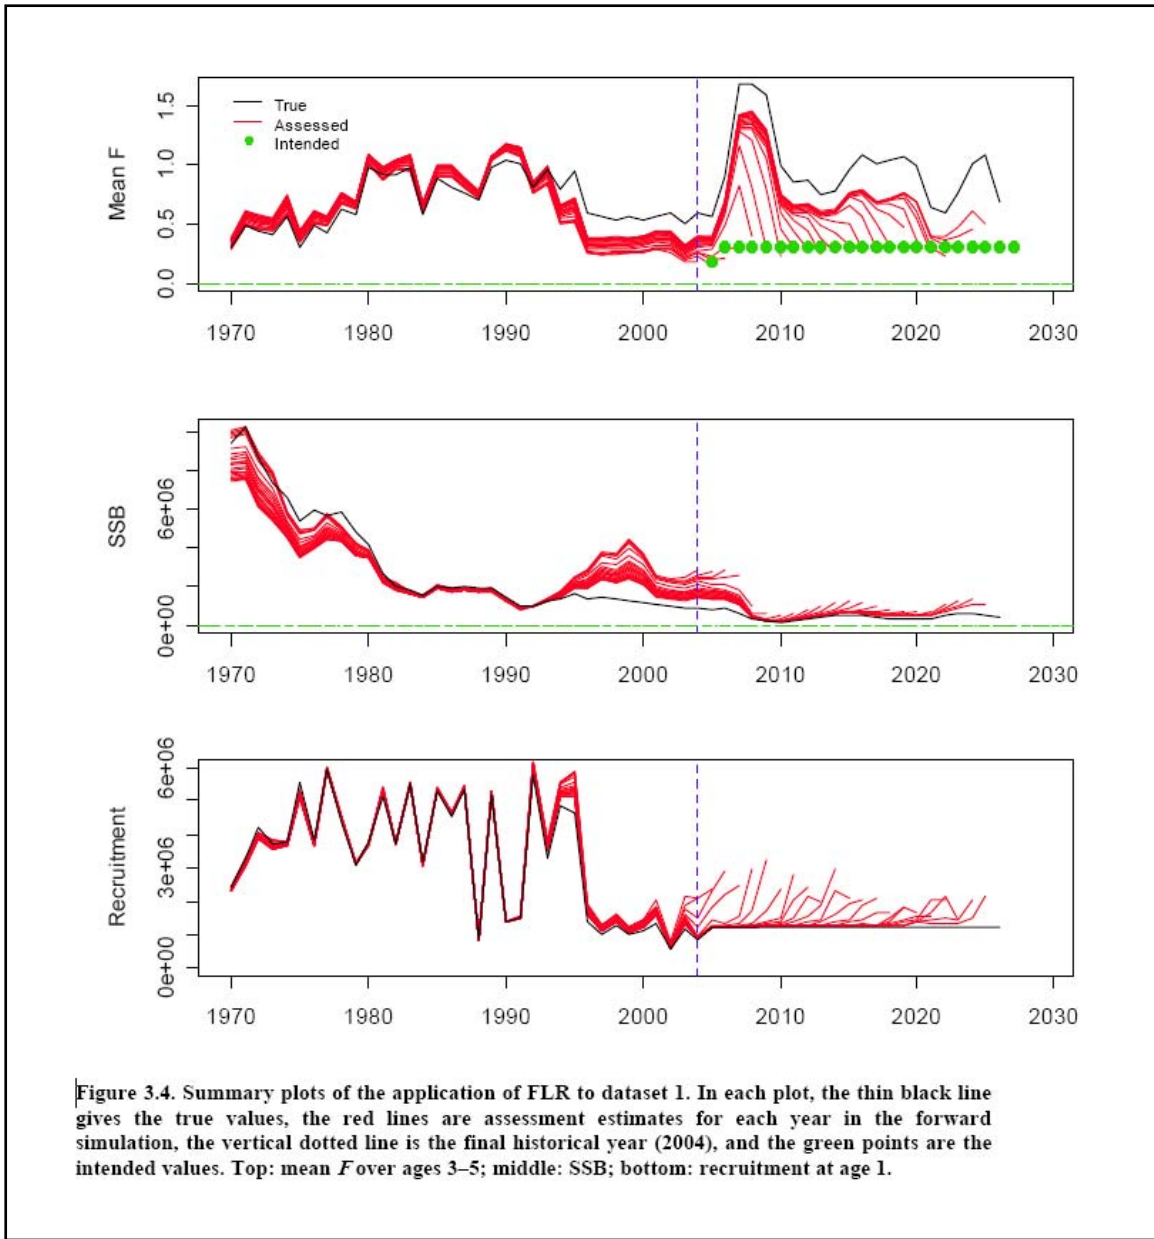 True
Assessed
Intended
Mean F
0.0 0.5 1.0 1.5
1970 1980 1990 2000 2010 2020 2030
SSB
0e+00 6e+06
1970 1980 1990 2000 2010 2020 2030
Recruitment
0e+00 3e+06 6e+06
1970 1980 1990 2000 2010 2020 2030
Figure 3.4. Summary plots of the application of FLR to dataset 1. In each plot, the thin black line
gives the true values, the red lines are assessment estimates for each year in the forward
simulation, the vertical dotted line is the final historical year (2004), and the green points are the
intended values. Top: mean F over ages 3–5; middle: SSB; bottom: recruitment at age 1.